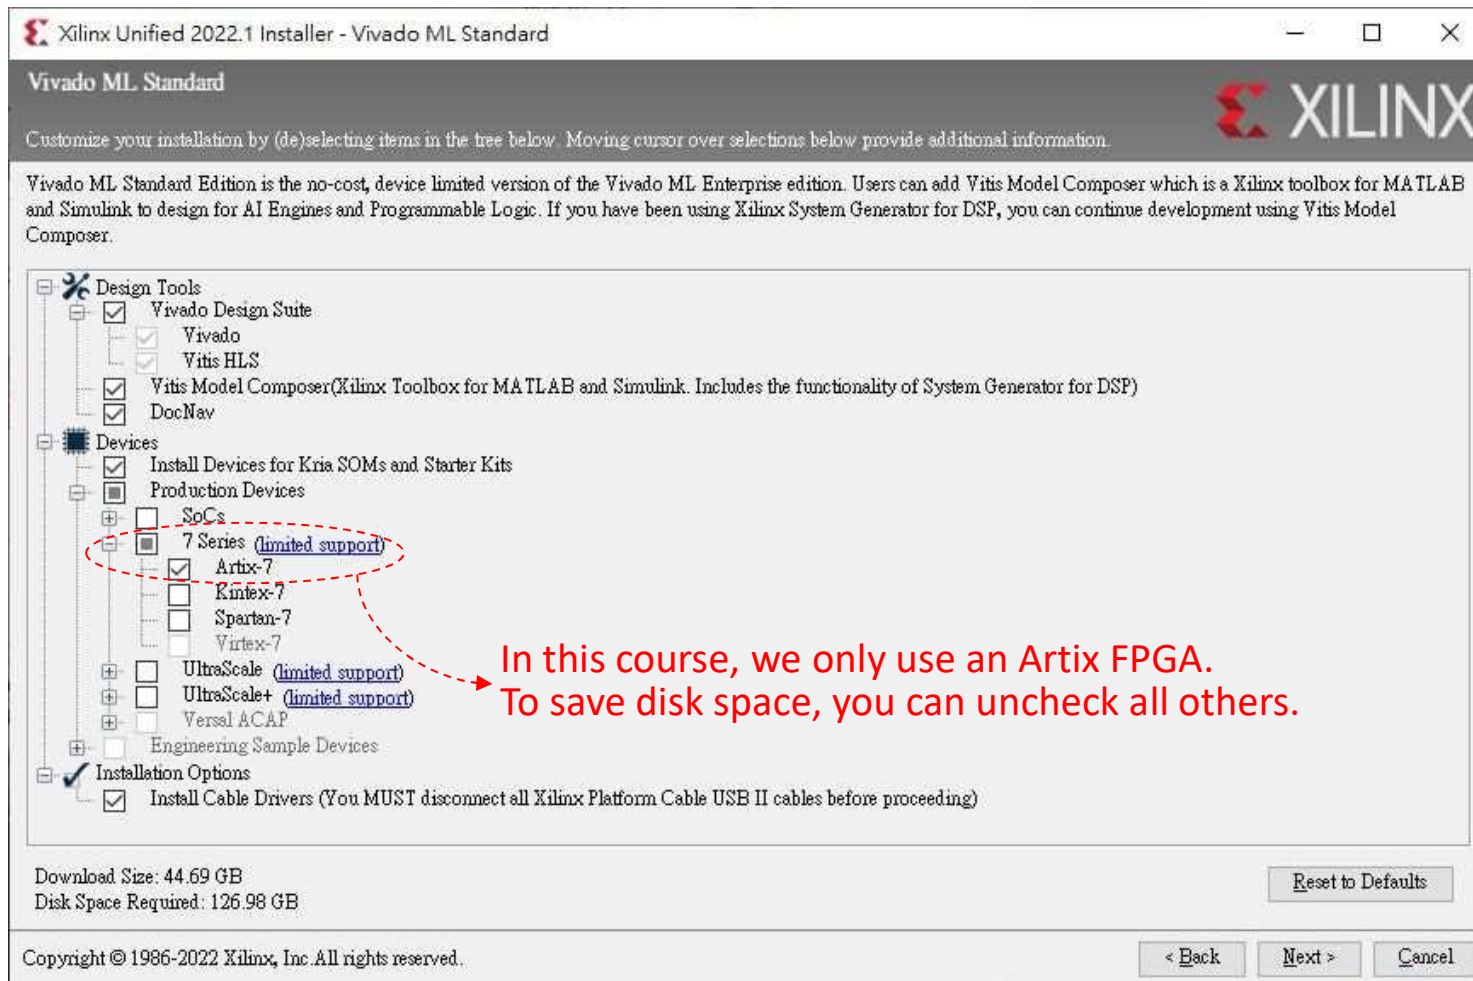 Xilinx Unified 2022.1 Installer - Vivado ML Standard
Vivado ML Standard
XILINX
Customize your installation by (de)selecting items in the tree below. Moving cursor over selections below provide additional information.
Vivado ML Standard Edition is the no-cost, device limited version of the Vivado ML Enterprise edition. Users can add Vitis Model Composer which is a Xilinx toolbox for MATLAB
and Simulink to design for AI Engines and Programmable Logic. If you have been using Xilinx System Generator for DSP, you can continue development using Vitis Model
Composer.
Design Tools
Vivado Design Suite
Vivado
Vitis HLS
Vitis Model Composer(Xilinx Toolbox for MATLAB and Simulink. Includes the functionality of System Generator for DSP)
DocNav
Devices
Install Devices for Kria SOMs and Starter Kits
Production Devices
SoCs
7 Series (limited support)
Artix-7
Kintex-7
Spartan-7
Virtex-7
UltraScale (limited support)
UltraScale+ (limited support)
Versal ACAP
Engineering Sample Devices
In this course, we only use an Artix FPGA.
To save disk space, you can uncheck all others.
Installation Options
Install Cable Drivers (You MUST disconnect all Xilinx Platform Cable USB II cables before proceeding)
Download Size: 44.69 GB
Disk Space Required: 126.98 GB
Reset to Defaults
Copyright © 1986-2022 Xilinx, Inc.All rights reserved.
< Back
Next >
Cancel